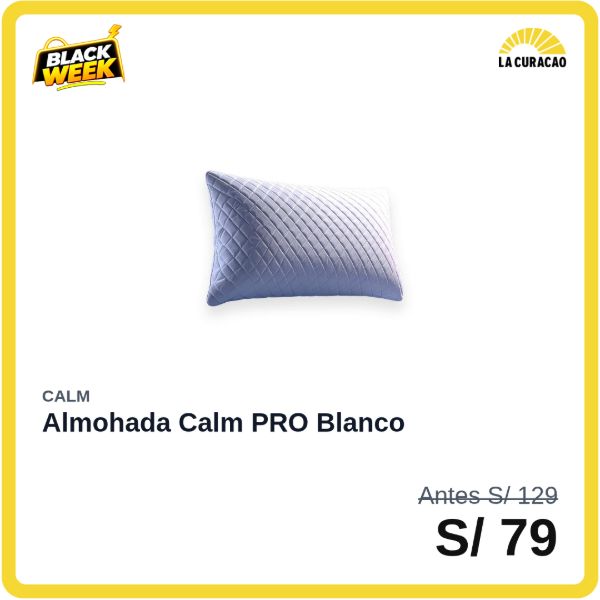 BLACK
WEEK
LA CURACAO
CALM
Almohada Calm PRO Blanco
Antes S/ 129
S/ 79